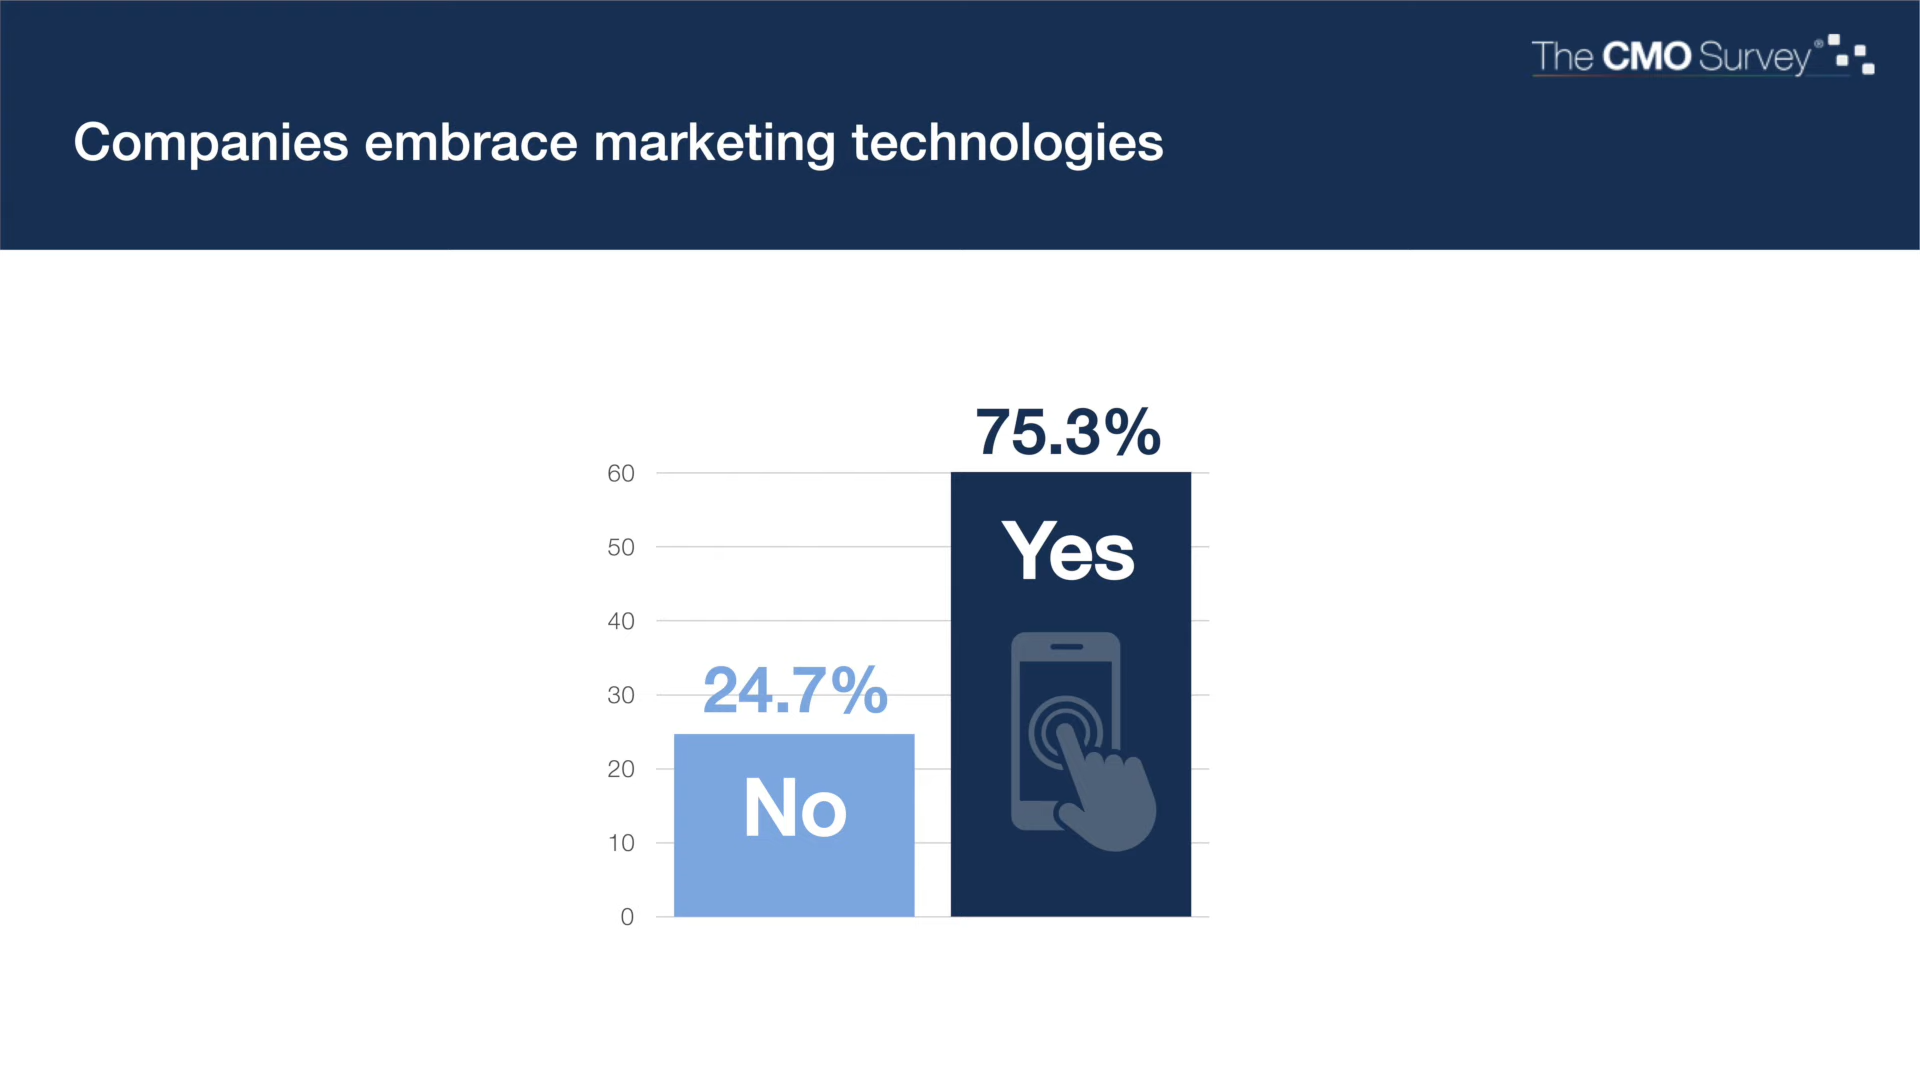 The CMO Survey®
Companies embrace marketing technologies
75.3%
60
Yes
50
40
24.7%
30
20
No
10
0